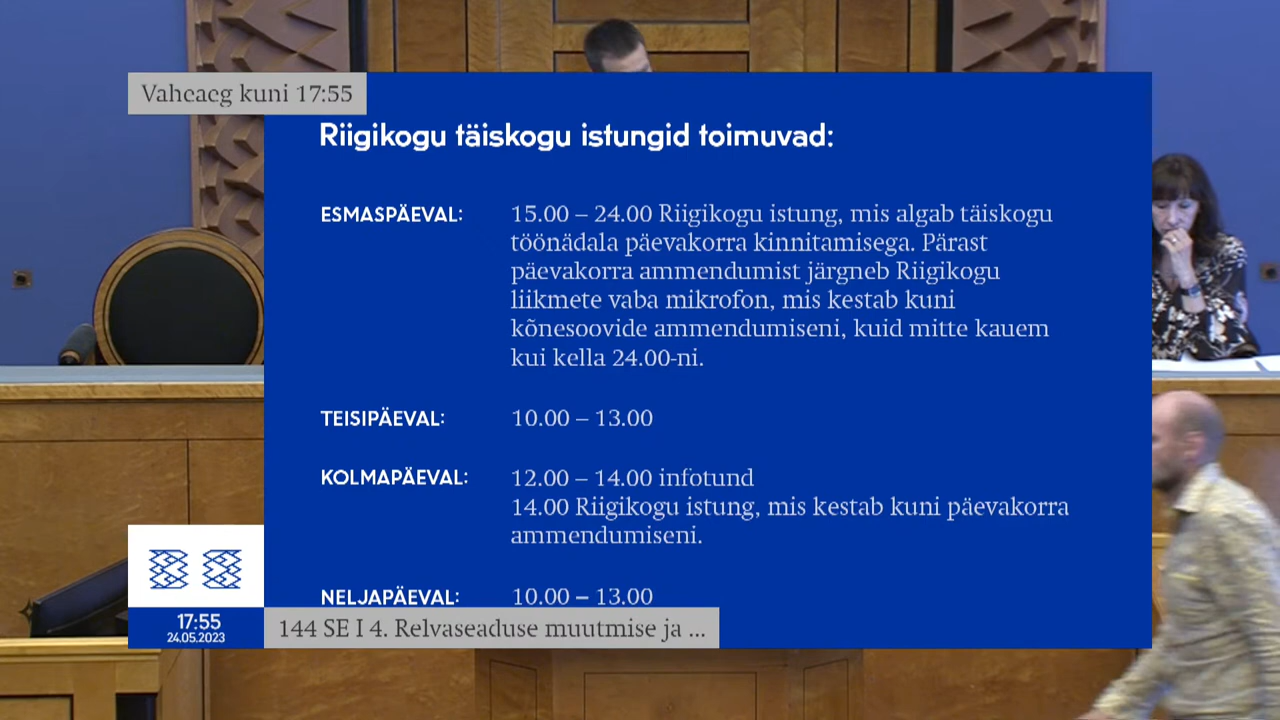 Vaheaeg kuni 17:55
Riigikogu täiskogu istungid toimuvad:
ESMASPÄEVAL:
15.00 – 24.00 Riigikogu istung, mis algab täiskogu
töönädala päevakorra kinnitamisega. Pärast
päevakorra ammendumist järgneb Riigikogu
liikmete vaba mikrofon, mis kestab kuni
kõnesoovide ammendumiseni, kuid mitte kauem
kui kella 24.00-ni.
TEISIPÄEVAL:
10.00 – 13.00
KOLMAPÄEVAL:
12.00 – 14.00 infotund
14.00 Riigikogu istung, mis kestab kuni päevakorra
ammendumiseni.
NELJAPÄEVAL:
10.00 – 13.00
17:55
24.05.2023
144 SE I 4. Relvaseaduse muutmise ja ...